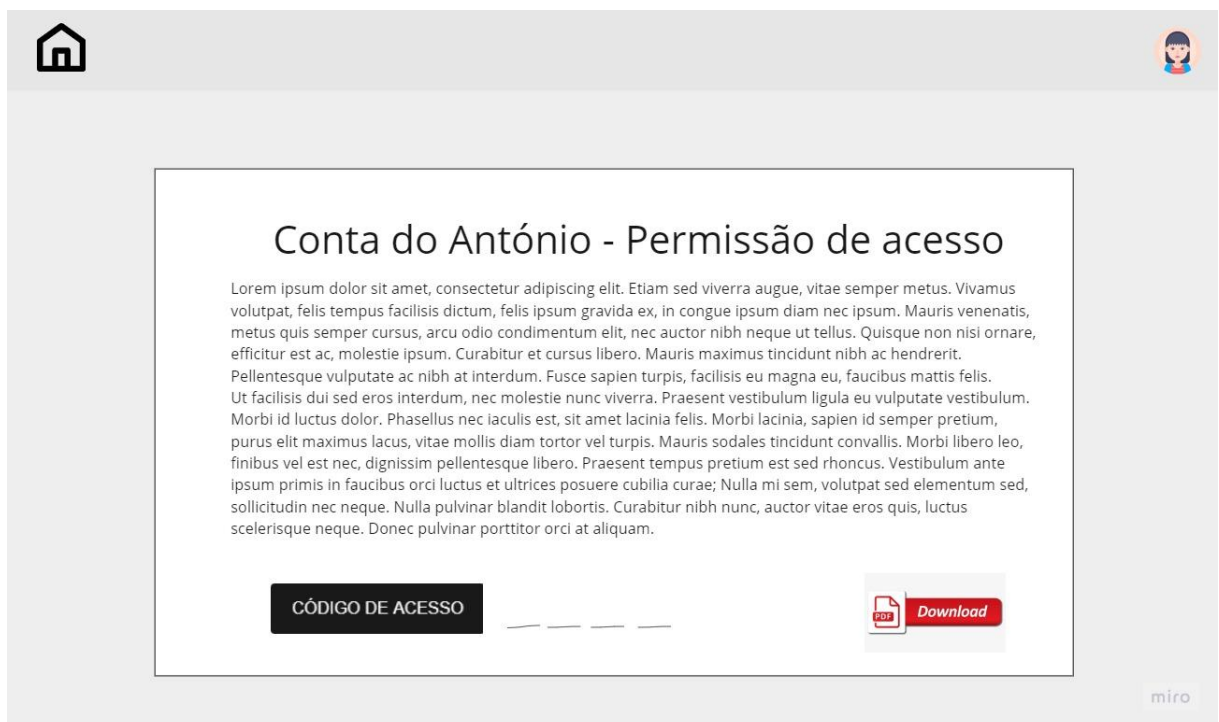 Conta do António - Permissão de acesso
Lorem ipsum dolor sit amet, consectetur adipiscing elit. Etiam sed viverra augue, vitae semper metus. Vivamus
volutpat, felis tempus facilisis dictum, felis ipsum gravida ex, in congue ipsum diam nec ipsum. Mauris venenatis,
metus quis semper cursus, arcu odio condimentum elit, nec auctor nibh neque ut tellus. Quisque non nisi ornare,
efficitur est ac, molestie ipsum. Curabitur et cursus libero. Mauris maximus tincidunt nibh ac hendrerit.
Pellentesque vulputate ac nibh at interdum. Fusce sapien turpis, facilisis eu magna eu, faucibus mattis felis.
Ut facilisis dui sed eros interdum, nec molestie nunc viverra. Praesent vestibulum ligula eu vulputate vestibulum.
Morbi id luctus dolor. Phasellus nec iaculis est, sit amet lacinia felis. Morbi lacinia, sapien id semper pretium,
purus elit maximus lacus, vitae mollis diam tortor vel turpis. Mauris sodales tincidunt convallis. Morbi libero leo,
finibus vel est nec, dignissim pellentesque libero. Praesent tempus pretium est sed rhoncus. Vestibulum ante
ipsum primis in faucibus orci luctus et ultrices posuere cubilia curae; Nulla mi sem, volutpat sed elementum sed,
sollicitudin nec neque. Nulla pulvinar blandit lobortis. Curabitur nibh nunc, auctor vitae eros quis, luctus
scelerisque neque. Donec pulvinar porttitor orci at aliquam.
CÓDIGO DE ACESSO
PDF Download
miro